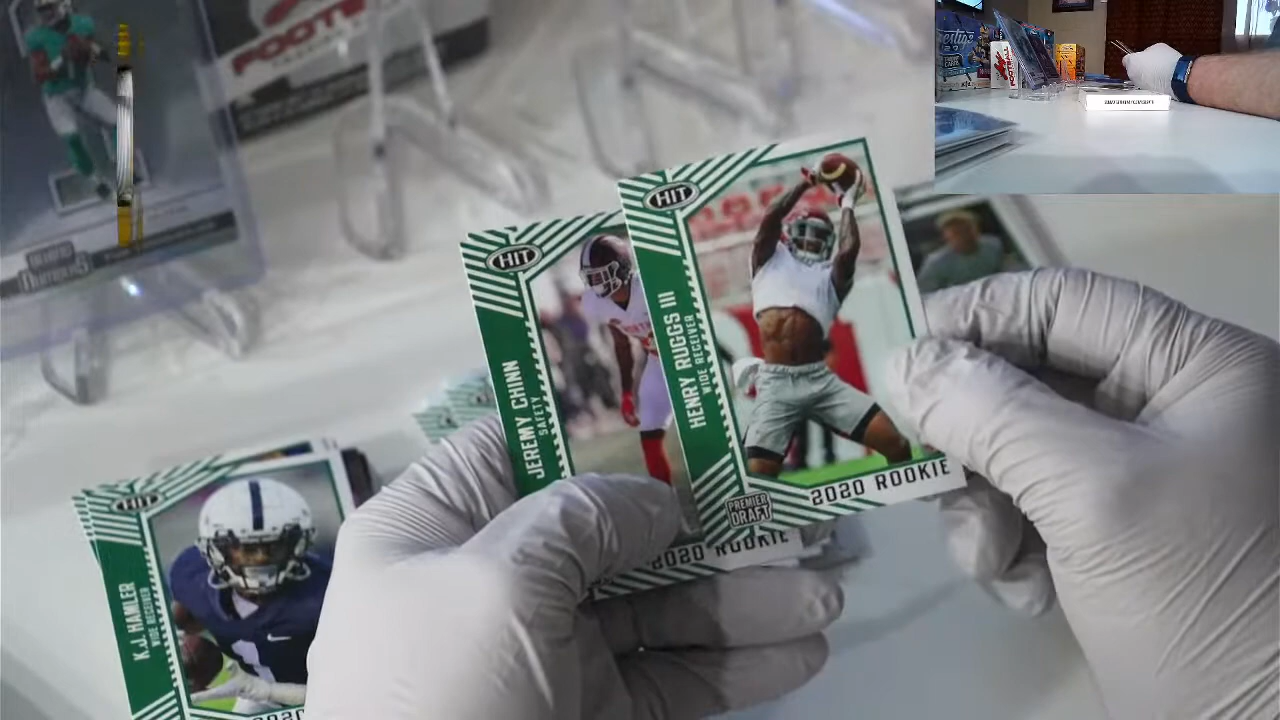 FOOTB
HIT
HENRY RUGGS III
WIDE RECEIVER
PREMIER
DRAFT
2020 ROOKIE
HIT
JEREMY CHINN
SAFETY
2020 ROOKIE
HIT
K.J. HAMLER
WIDE RECEIVER
2020